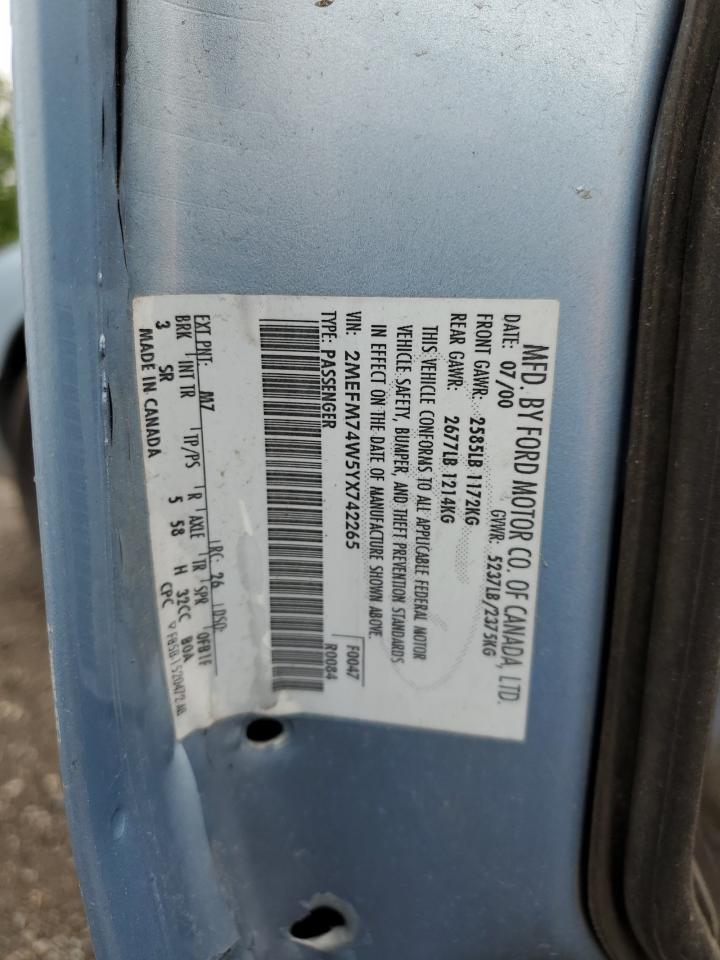 MFD. BY FORD MOTOR CO. OF CANADA, LTD.
DATE: 07/00 GVWR: 5237LB/2375KG
FRONT GAWR: 2585LB 1172KG
REAR GAWR: 2677LB 1214KG
THIS VEHICLE CONFORMS TO ALL APPLICABLE FEDERAL MOTOR
VEHICLE SAFETY, BUMPER, AND THEFT PREVENTION STANDARDS
IN EFFECT ON THE DATE OF MANUFACTURE SHOWN ABOVE.
VIN: 2MEFM74W5YX742265 F0047
TYPE: PASSENGER R0084
EXT PNT: M7 RC: 26 DSO:
BRK INT TR TP/PS R AXLE TR SPR 0FB1F
3 SR 5 58 H 32CC BOA
MADE IN CANADA CPC